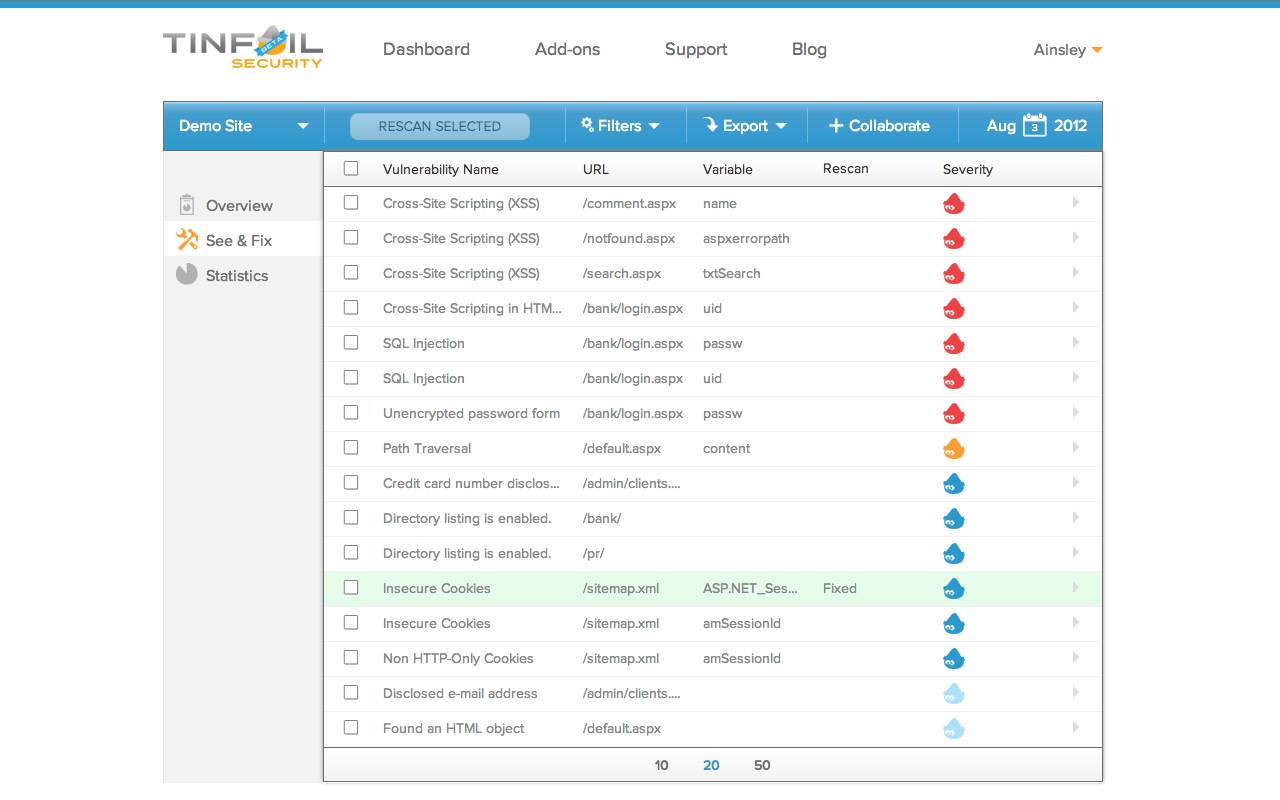 TINFOIL
BETA
SECURITY
Dashboard Add-ons Support Blog Ainsley
Demo Site RESCAN SELECTED Filters Export Collaborate Aug 3 2012
Overview
See & Fix
Statistics
Vulnerability Name URL Variable Rescan Severity
Cross-Site Scripting (XSS) /comment.aspx name
Cross-Site Scripting (XSS) /notfound.aspx aspxerrorpath
Cross-Site Scripting (XSS) /search.aspx txtSearch
Cross-Site Scripting in HTM... /bank/login.aspx uid
SQL Injection /bank/login.aspx passw
SQL Injection /bank/login.aspx uid
Unencrypted password form /bank/login.aspx passw
Path Traversal /default.aspx content
Credit card number disclos... /admin/clients....
Directory listing is enabled. /bank/
Directory listing is enabled. /pr/
Insecure Cookies /sitemap.xml ASP.NET_Ses... Fixed
Insecure Cookies /sitemap.xml amSessionId
Non HTTP-Only Cookies /sitemap.xml amSessionId
Disclosed e-mail address /admin/clients....
Found an HTML object /default.aspx
10 20 50